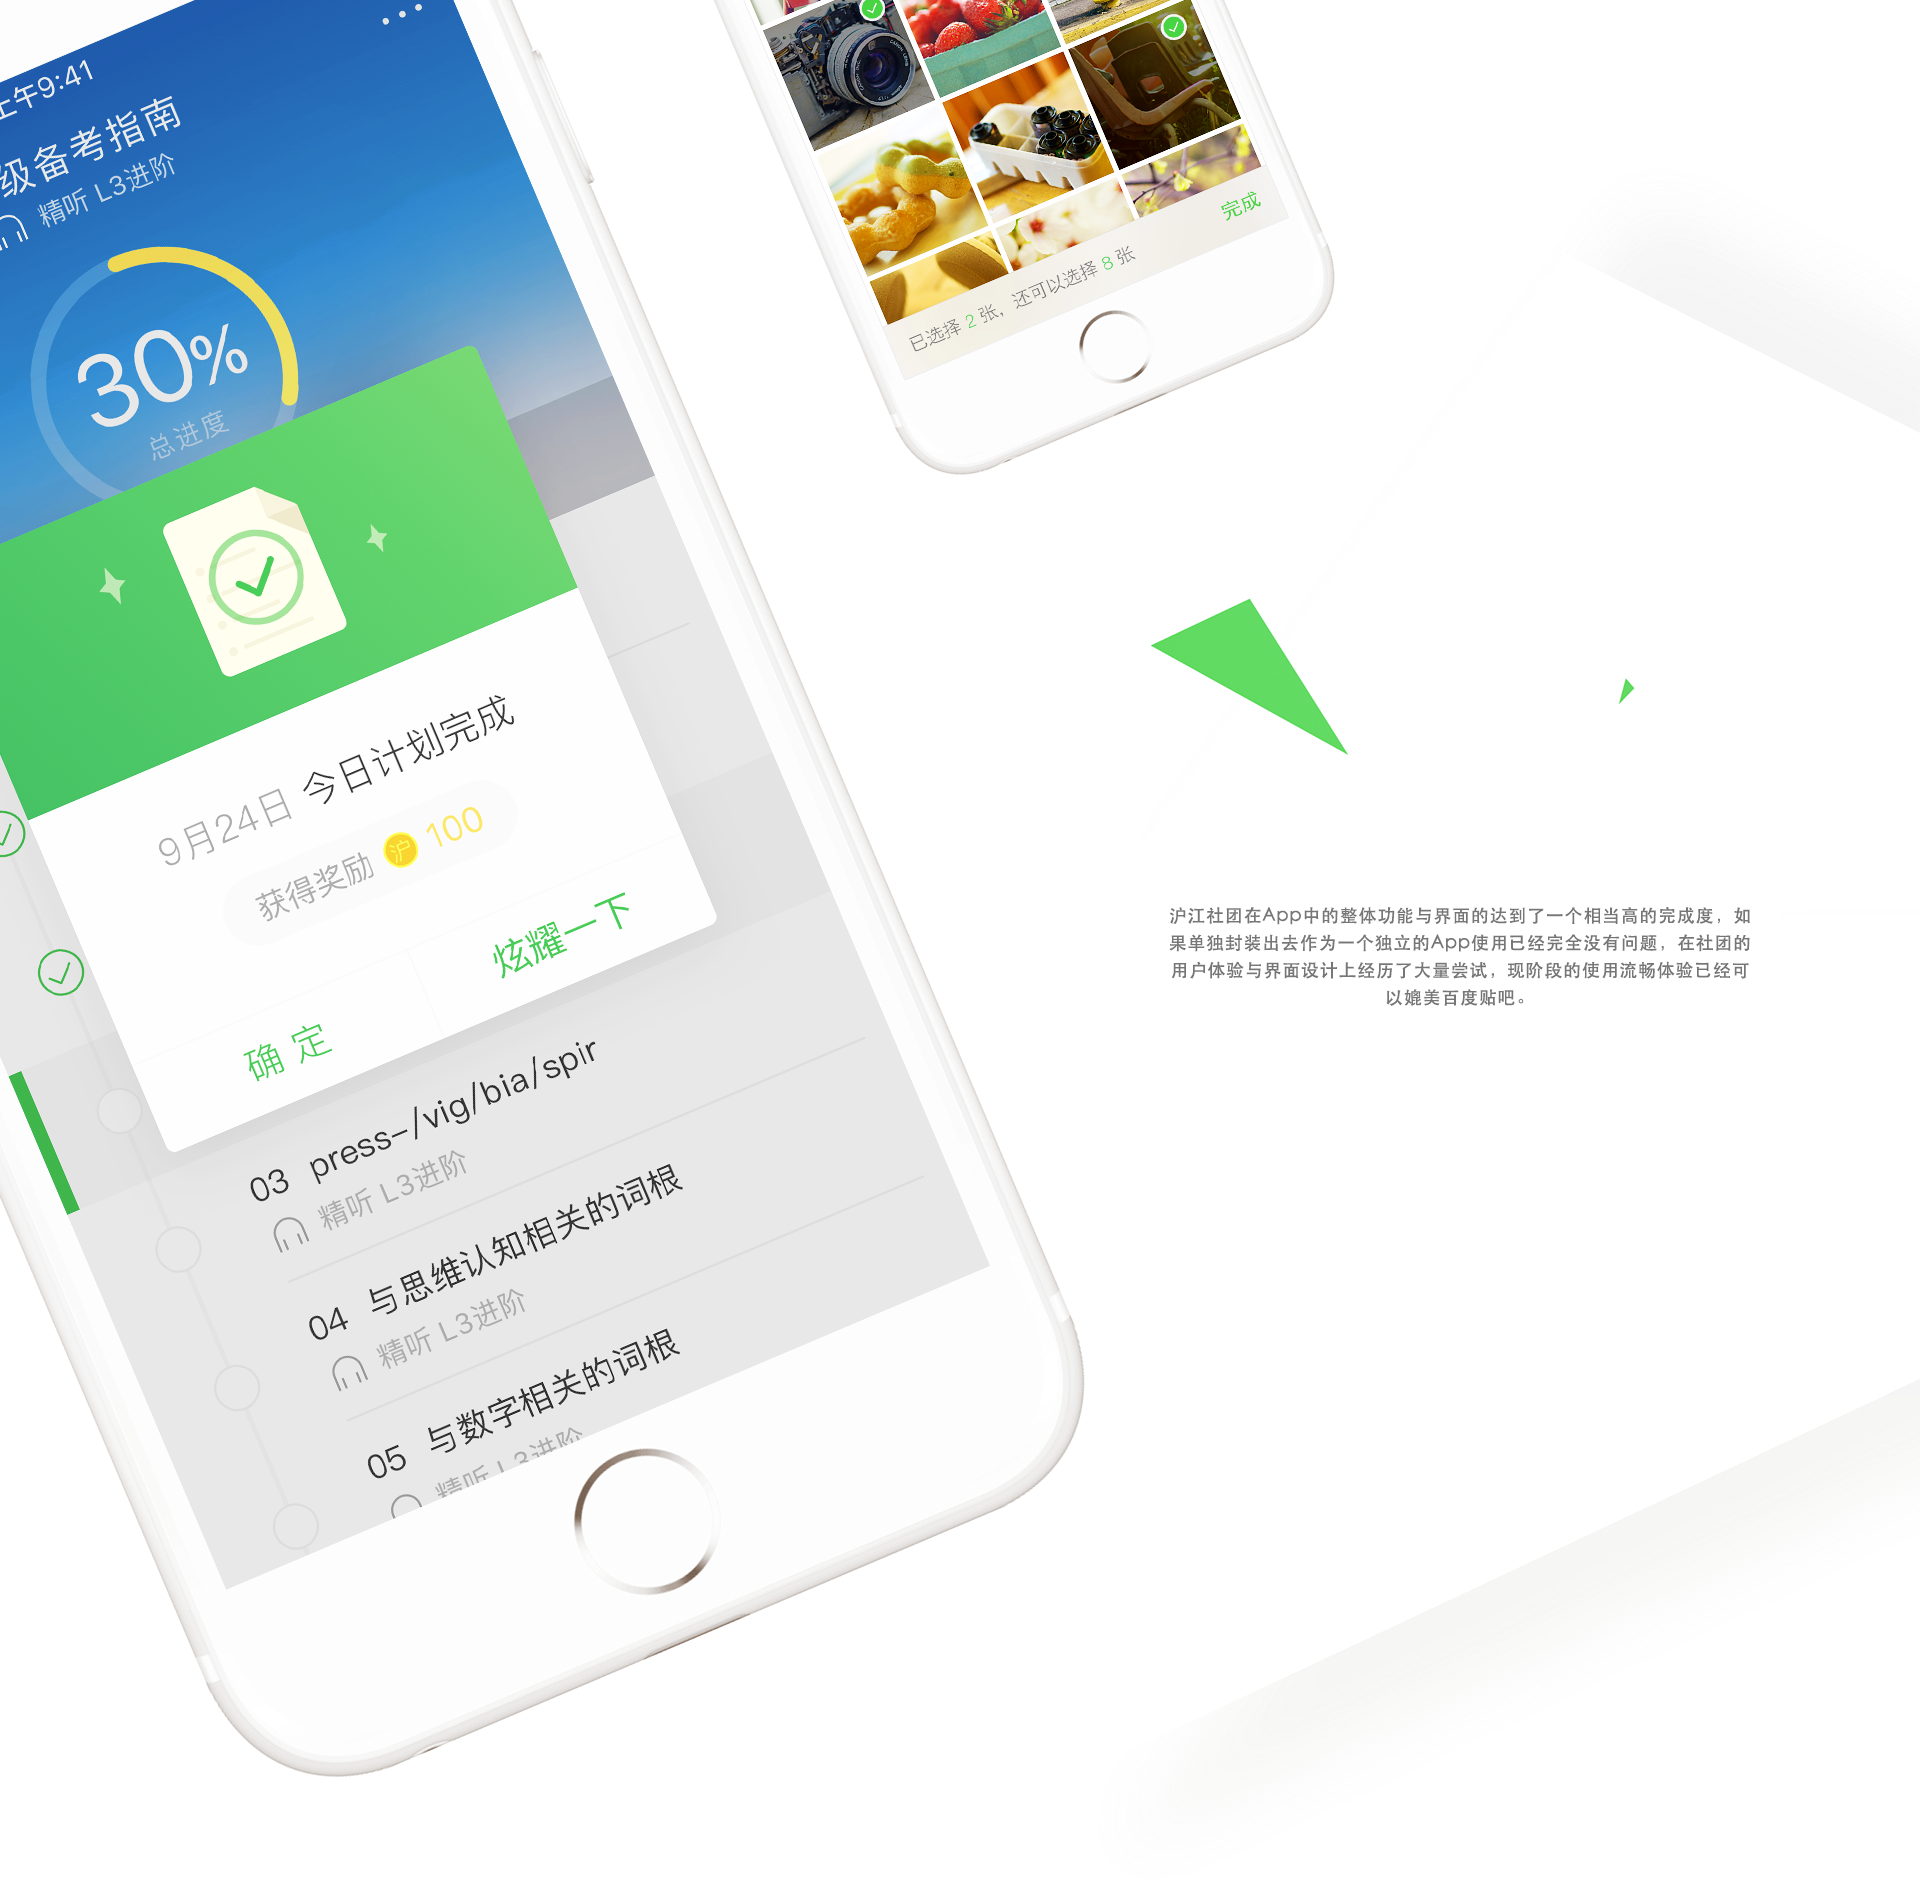 上午9:41
级备考指南
精听 L3进阶
30%
总进度
9月24日 今日计划完成
获得奖励 沪 100
确 定
炫耀一下
03 press-/vig/bia/spir
精听 L3进阶
04 与思维认知相关的词根
精听 L3进阶
05 与数字相关的词根
精听 L3进阶
完成
已选择 2 张，还可以选择 8 张
沪江社团在App中的整体功能与界面的达到了一个相当高的完成度，如
果单独封装出去作为一个独立的App使用已经完全没有问题，在社团的
用户体验与界面设计上经历了大量尝试，现阶段的使用流畅体验已经可
以媲美百度贴吧。